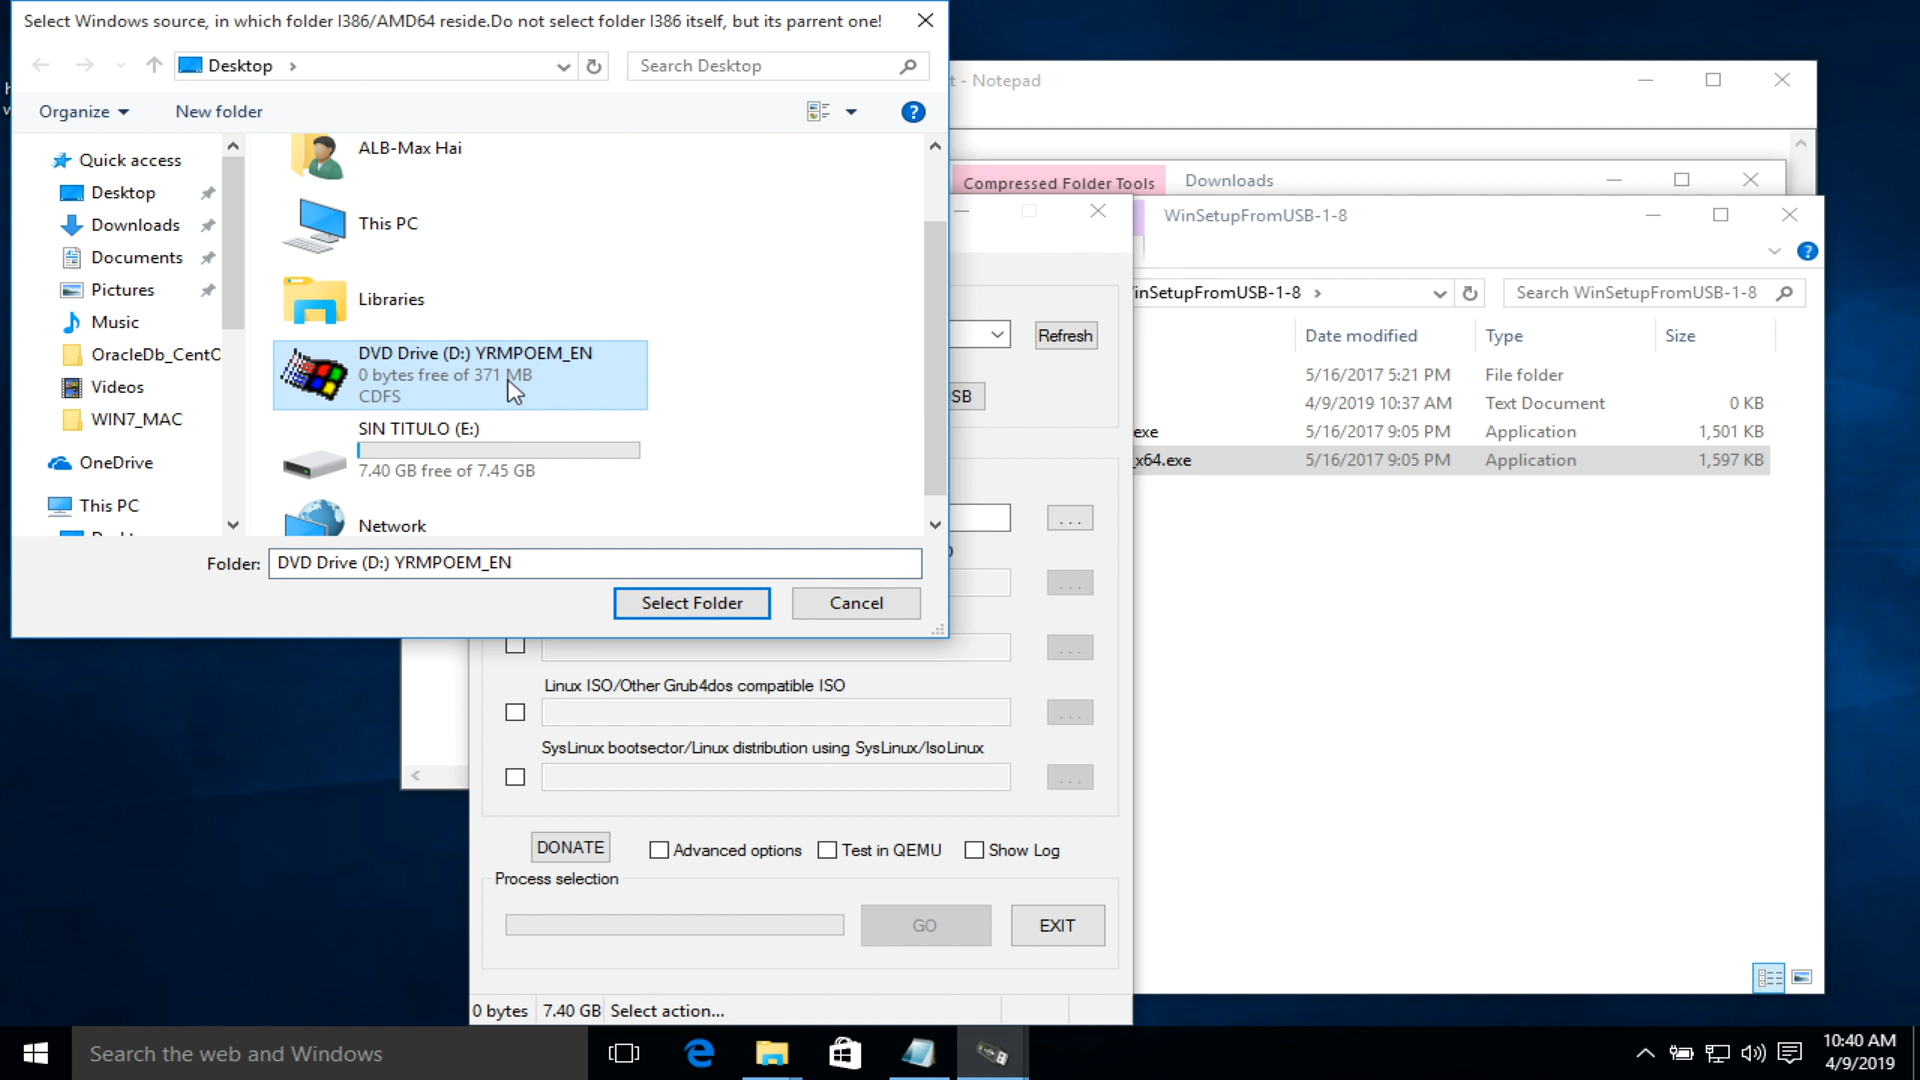 Select Windows source, in which folder I386/AMD64 reside.Do not select folder I386 itself, but its parrent one!
Desktop
Search Desktop
Organize
New folder
Quick access
Desktop
Downloads
Documents
Pictures
Music
OracleDb_CentC
Videos
WIN7_MAC
OneDrive
This PC
ALB-Max Hai
This PC
Libraries
DVD Drive (D:) YRMPOEM_EN
0 bytes free of 371 MB
CDFS
SIN TITULO (E:)
7.40 GB free of 7.45 GB
Network
Folder: DVD Drive (D:) YRMPOEM_EN
Select Folder
Cancel
t - Notepad
Compressed Folder Tools
Downloads
WinSetupFromUSB-1-8
inSetupFromUSB-1-8
Search WinSetupFromUSB-1-8
Date modified Type Size
5/16/2017 5:21 PM File folder
4/9/2019 10:37 AM Text Document 0 KB
exe 5/16/2017 9:05 PM Application 1,501 KB
_x64.exe 5/16/2017 9:05 PM Application 1,597 KB
Refresh
SB
...
...
...
Linux ISO/Other Grub4dos compatible ISO
...
SysLinux bootsector/Linux distribution using SysLinux/IsoLinux
...
DONATE
Advanced options
Test in QEMU
Show Log
Process selection
GO
EXIT
0 bytes 7.40 GB Select action...
Search the web and Windows
10:40 AM
4/9/2019